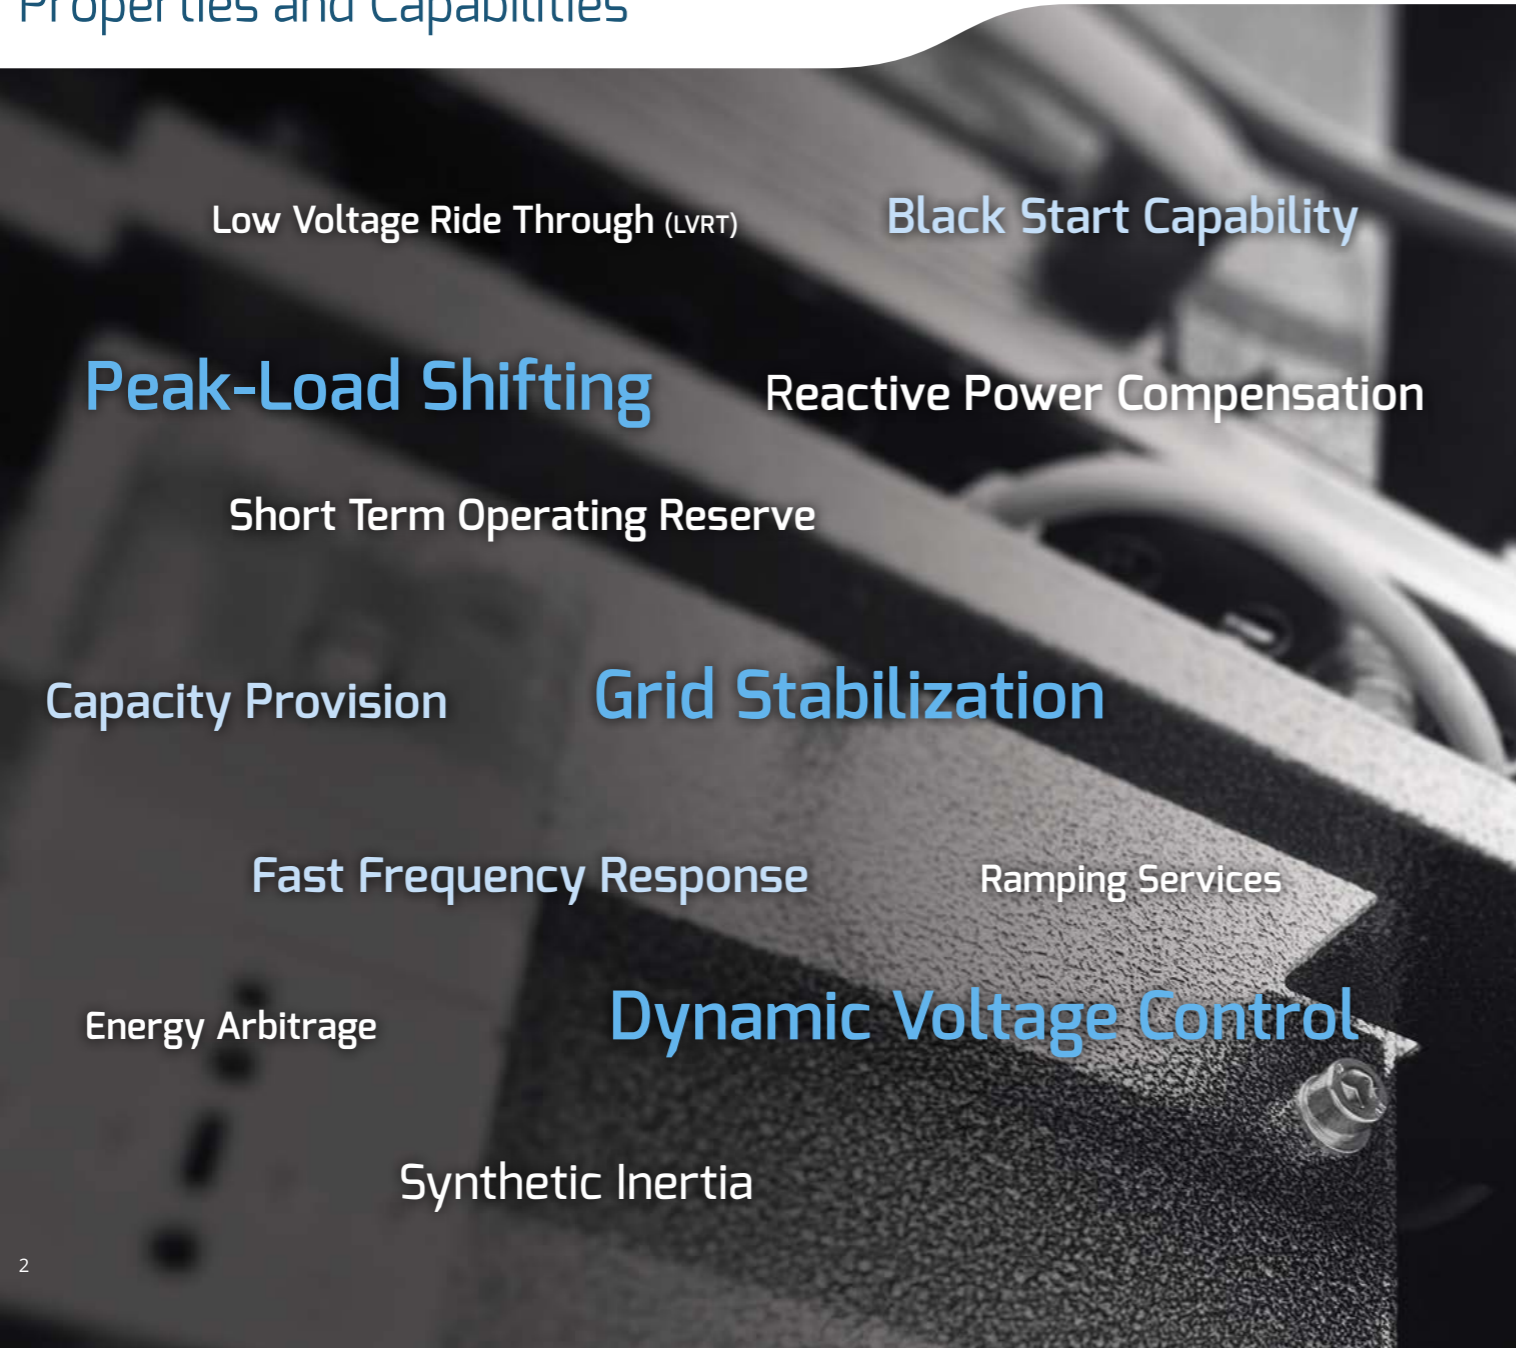 Properties and Capabilities
Low Voltage Ride Through (LVRT)
Black Start Capability
Peak-Load Shifting
Reactive Power Compensation
Short Term Operating Reserve
Capacity Provision
Grid Stabilization
Fast Frequency Response
Ramping Services
Energy Arbitrage
Dynamic Voltage Control
Synthetic Inertia
2